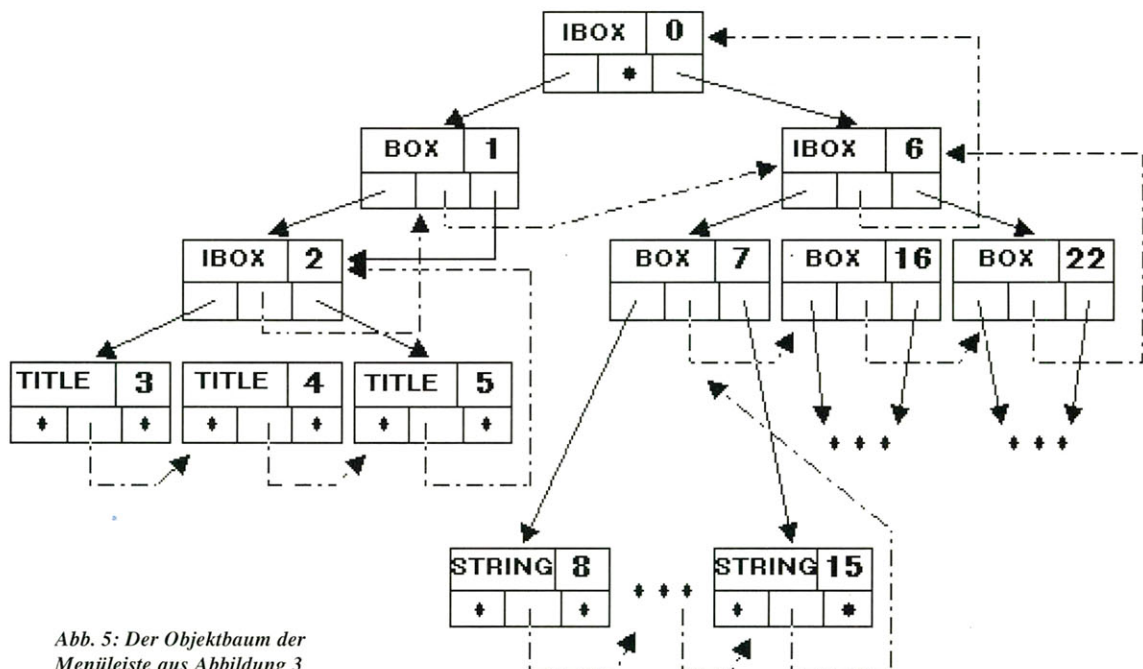 IBOX 0
BOX 1
IBOX 6
IBOX 2
BOX 7
BOX 16
BOX 22
TITLE 3
TITLE 4
TITLE 5
STRING 8
STRING 15
Abb. 5: Der Objektbaum der
Menüleiste aus Abbildung 3